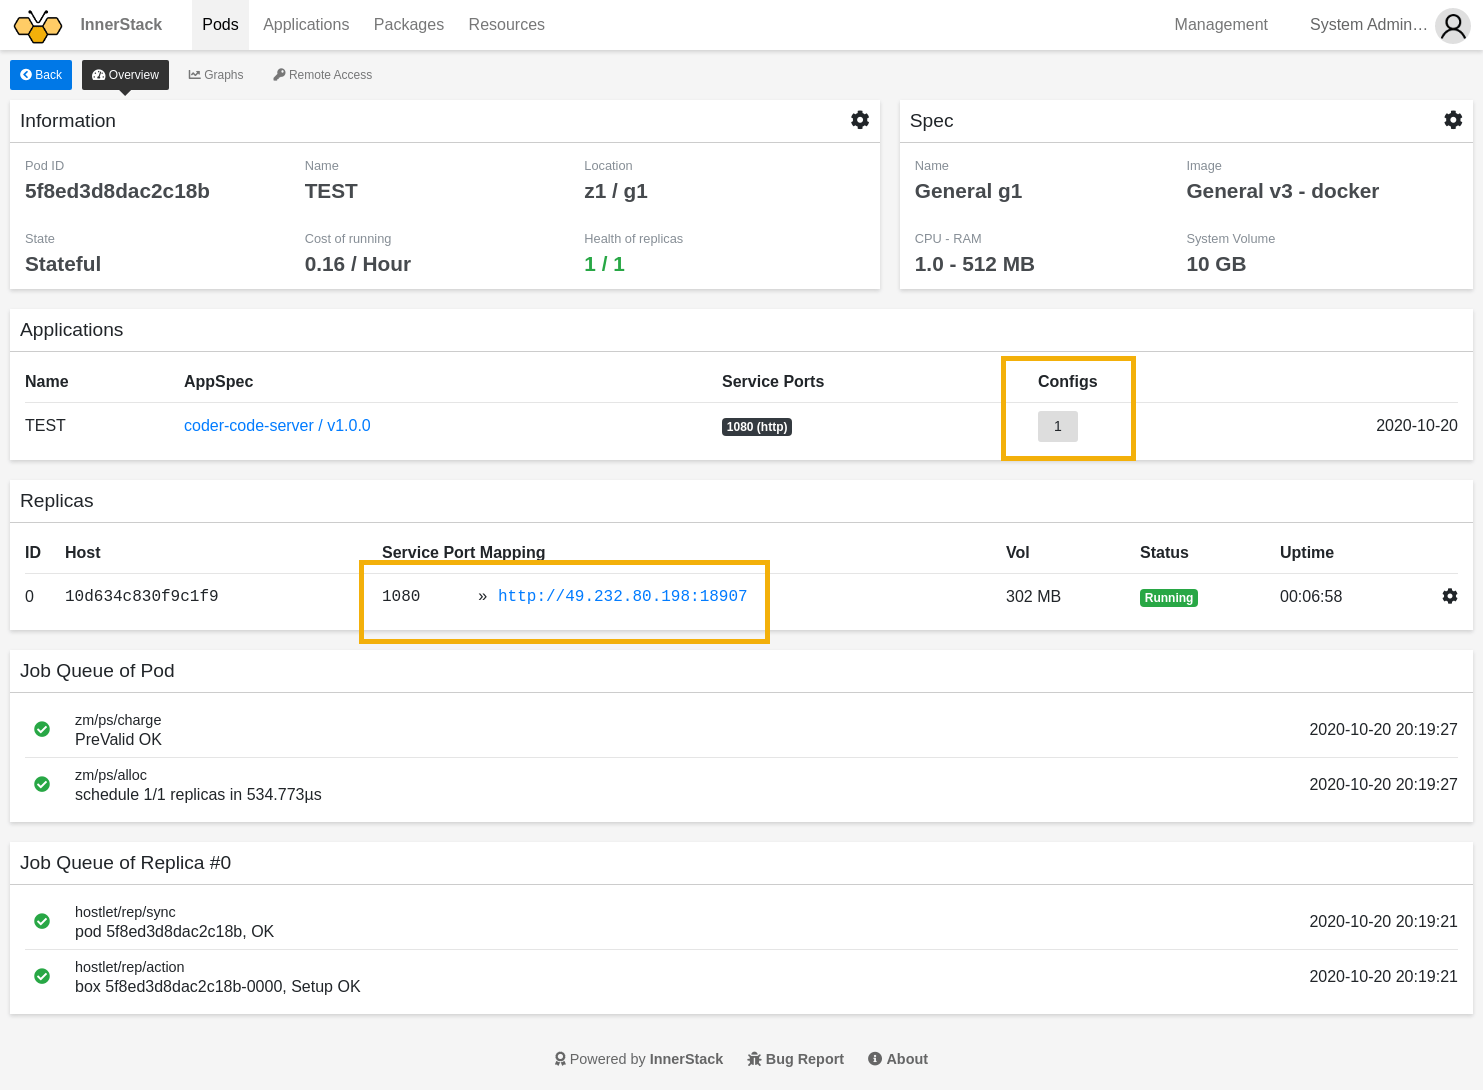 InnerStack Pods Applications Packages Resources Management System Admin…
Back Overview Graphs Remote Access
Information
Pod ID Name Location
5f8ed3d8dac2c18b TEST z1 / g1
State Cost of running Health of replicas
Stateful 0.16 / Hour 1 / 1
Spec
Name Image
General g1 General v3 - docker
CPU - RAM System Volume
1.0 - 512 MB 10 GB
Applications
Name AppSpec Service Ports Configs
TEST coder-code-server / v1.0.0 1080 (http) 1 2020-10-20
Replicas
ID Host Service Port Mapping Vol Status Uptime
0 10d634c830f9c1f9 1080 » http://49.232.80.198:18907 302 MB Running 00:06:58
Job Queue of Pod
zm/ps/charge
PreValid OK 2020-10-20 20:19:27
zm/ps/alloc
schedule 1/1 replicas in 534.773µs 2020-10-20 20:19:27
Job Queue of Replica #0
hostlet/rep/sync
pod 5f8ed3d8dac2c18b, OK 2020-10-20 20:19:21
hostlet/rep/action
box 5f8ed3d8dac2c18b-0000, Setup OK 2020-10-20 20:19:21
Powered by InnerStack Bug Report About